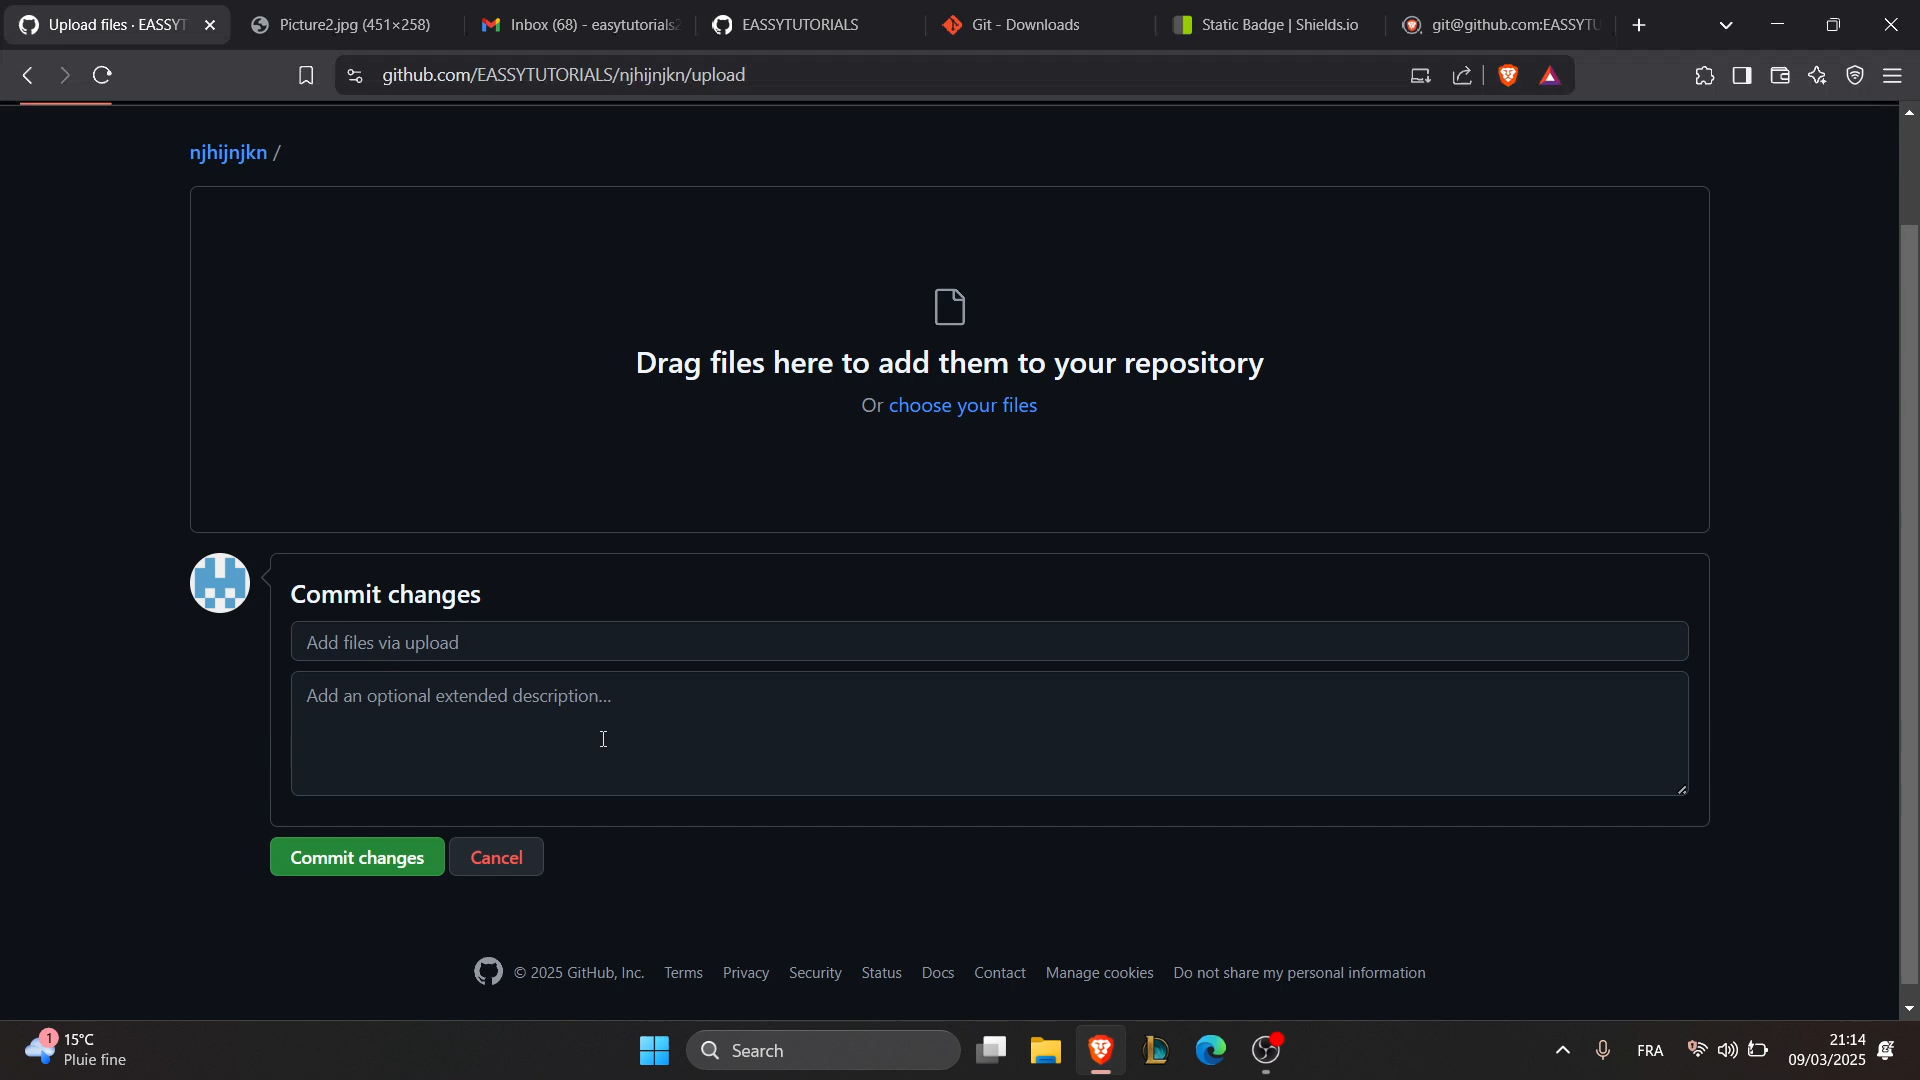 Upload files · EASSYT
Picture2.jpg (451×258)
Inbox (68) - easytutorials2
EASSYTUTORIALS
Git - Downloads
Static Badge | Shields.io
git@github.com:EASSYTU
github.com/EASSYTUTORIALS/njhijnjkn/upload
njhijnjkn /
Drag files here to add them to your repository
Or choose your files
Commit changes
Add files via upload
Add an optional extended description...
Commit changes
Cancel
© 2025 GitHub, Inc.
Terms
Privacy
Security
Status
Docs
Contact
Manage cookies
Do not share my personal information
1
15°C
Pluie fine
Search
FRA
21:14
09/03/2025